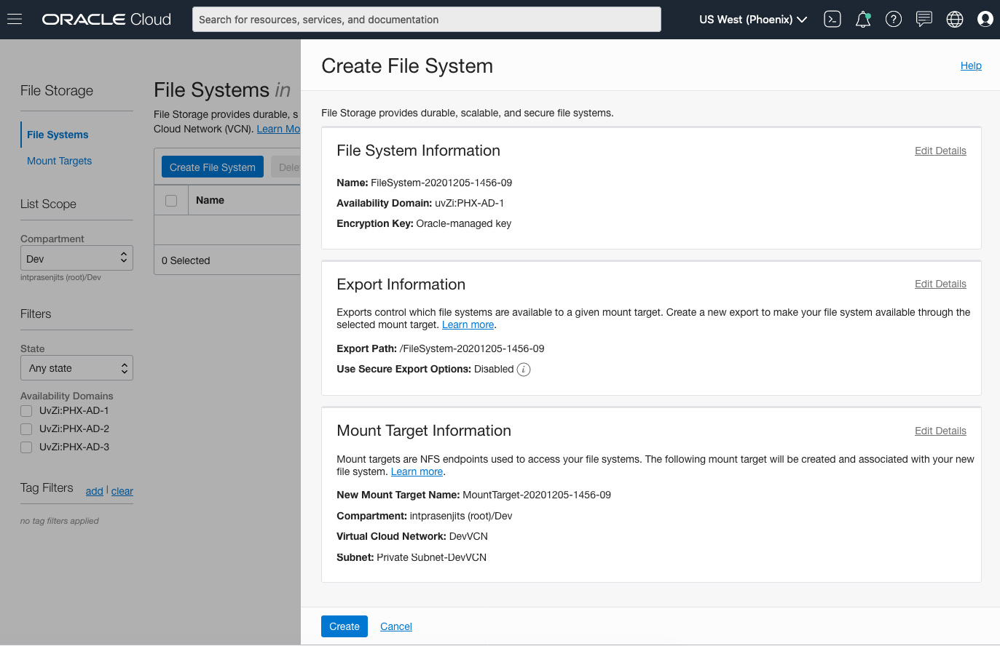 ORACLE Cloud
Search for resources, services, and documentation
US West (Phoenix)
File Storage
File Systems
Mount Targets
List Scope
Compartment
Dev
intprasenjits (root)/Dev
Filters
State
Any state
Availability Domains
UvZi:PHX-AD-1
UvZi:PHX-AD-2
UvZi:PHX-AD-3
Tag Filters add | clear
no tag filters applied
File Systems in
File Storage provides durable, s
Cloud Network (VCN). Learn Mo
Create File System Dele
Name
0 Selected
Create File System
Help
File Storage provides durable, scalable, and secure file systems.
File System Information
Edit Details
Name: FileSystem-20201205-1456-09
Availability Domain: uvZi:PHX-AD-1
Encryption Key: Oracle-managed key
Export Information
Edit Details
Exports control which file systems are available to a given mount target. Create a new export to make your file system available through the
selected mount target. Learn more.
Export Path: /FileSystem-20201205-1456-09
Use Secure Export Options: Disabled i
Mount Target Information
Edit Details
Mount targets are NFS endpoints used to access your file systems. The following mount target will be created and associated with your new
file system. Learn more.
New Mount Target Name: MountTarget-20201205-1456-09
Compartment: intprasenjits (root)/Dev
Virtual Cloud Network: DevVCN
Subnet: Private Subnet-DevVCN
Create Cancel